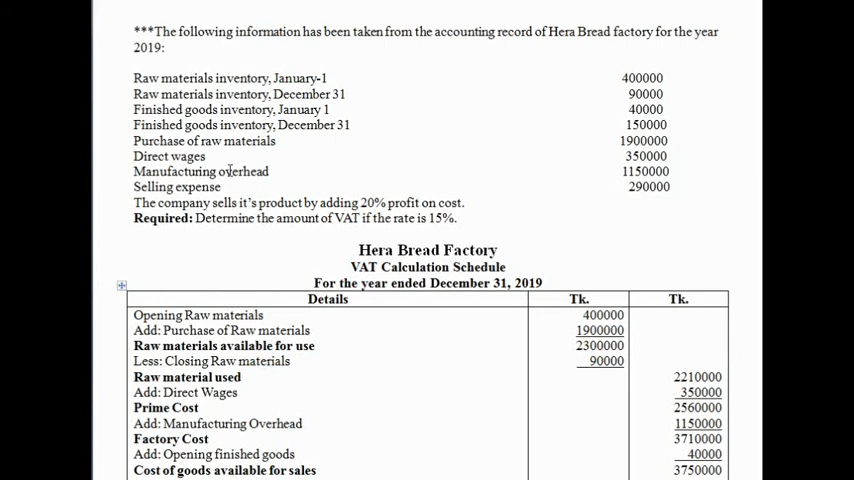 ***The following information has been taken from the accounting record of Hera Bread factory for the year
2019:
Raw materials inventory, January-1 400000
Raw materials inventory, December 31 90000
Finished goods inventory, January 1 40000
Finished goods inventory, December 31 150000
Purchase of raw materials 1900000
Direct wages 350000
Manufacturing overhead 1150000
Selling expense 290000
The company sells it's product by adding 20% profit on cost.
Required: Determine the amount of VAT if the rate is 15%.
Hera Bread Factory
VAT Calculation Schedule
For the year ended December 31, 2019
Details Tk. Tk.
Opening Raw materials 400000
Add: Purchase of Raw materials 1900000
Raw materials available for use 2300000
Less: Closing Raw materials 90000
Raw material used 2210000
Add: Direct Wages 350000
Prime Cost 2560000
Add: Manufacturing Overhead 1150000
Factory Cost 3710000
Add: Opening finished goods 40000
Cost of goods available for sales 3750000